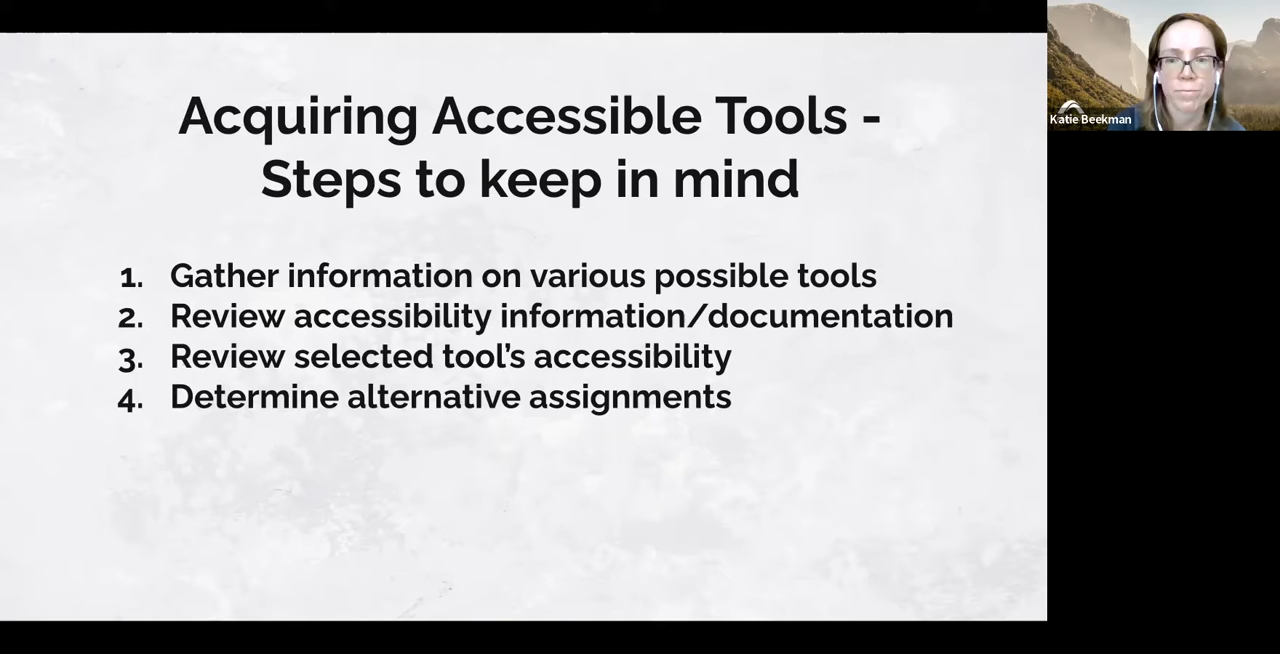 Acquiring Accessible Tools -
Steps to keep in mind
1. Gather information on various possible tools
2. Review accessibility information/documentation
3. Review selected tool's accessibility
4. Determine alternative assignments
Katie Beekman